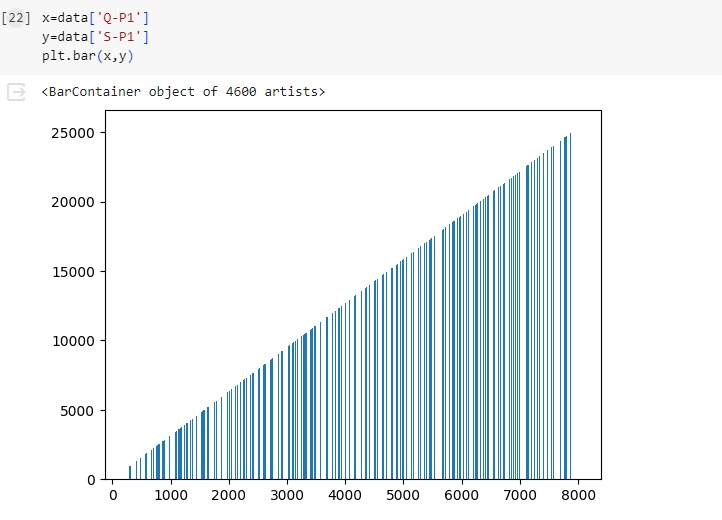 [22] x=data['Q-P1']
y=data['S-P1']
plt.bar(x,y)
<BarContainer object of 4600 artists>
25000
20000
15000
10000
5000
0
0 1000 2000 3000 4000 5000 6000 7000 8000